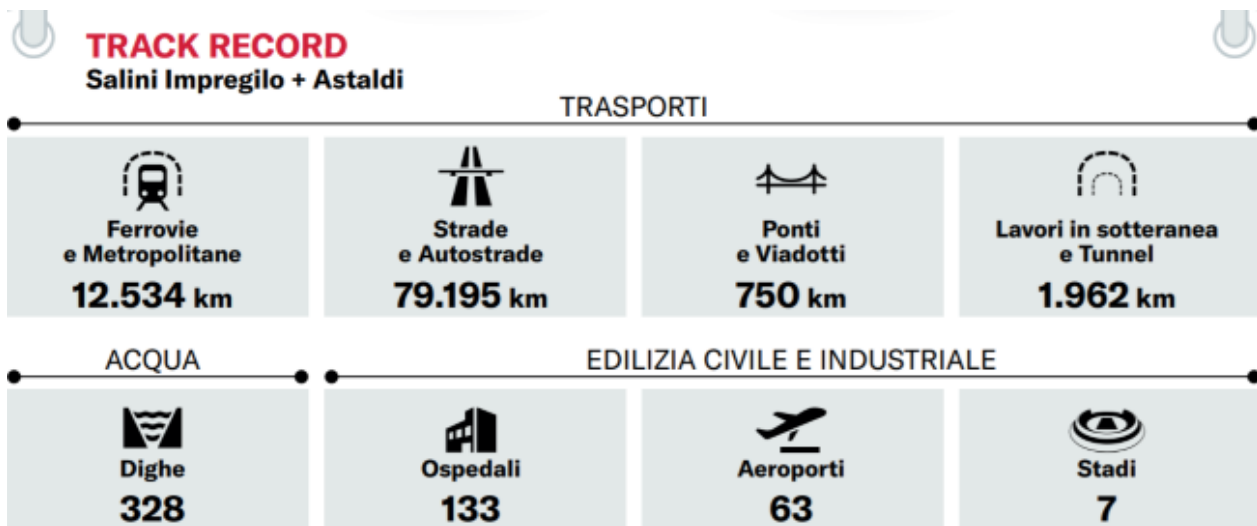 TRACK RECORD
Salini Impregilo + Astaldi
TRASPORTI
Ferrovie
e Metropolitane
12.534 km
Strade
e Autostrade
79.195 km
Ponti
e Viadotti
750 km
Lavori in sotteranea
e Tunnel
1.962 km
ACQUA
EDILIZIA CIVILE E INDUSTRIALE
Dighe
328
Ospedali
133
Aeroporti
63
Stadi
7